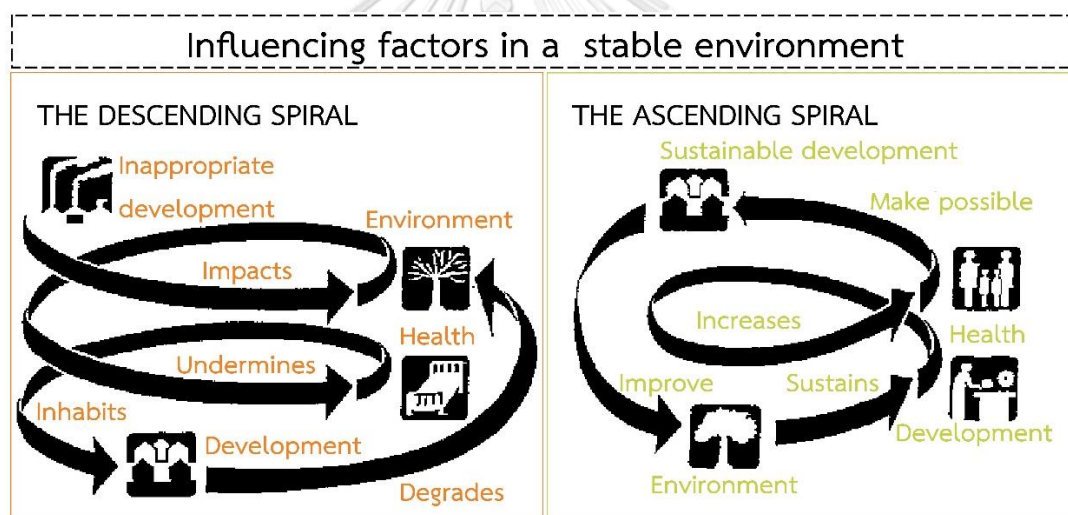 Influencing factors in a stable environment
THE DESCENDING SPIRAL
Inappropriate
development
Environment
Impacts
Health
Undermines
Inhabits
Development
Degrades
THE ASCENDING SPIRAL
Sustainable development
Make possible
Increases
Health
Improve
Sustains
Development
Environment